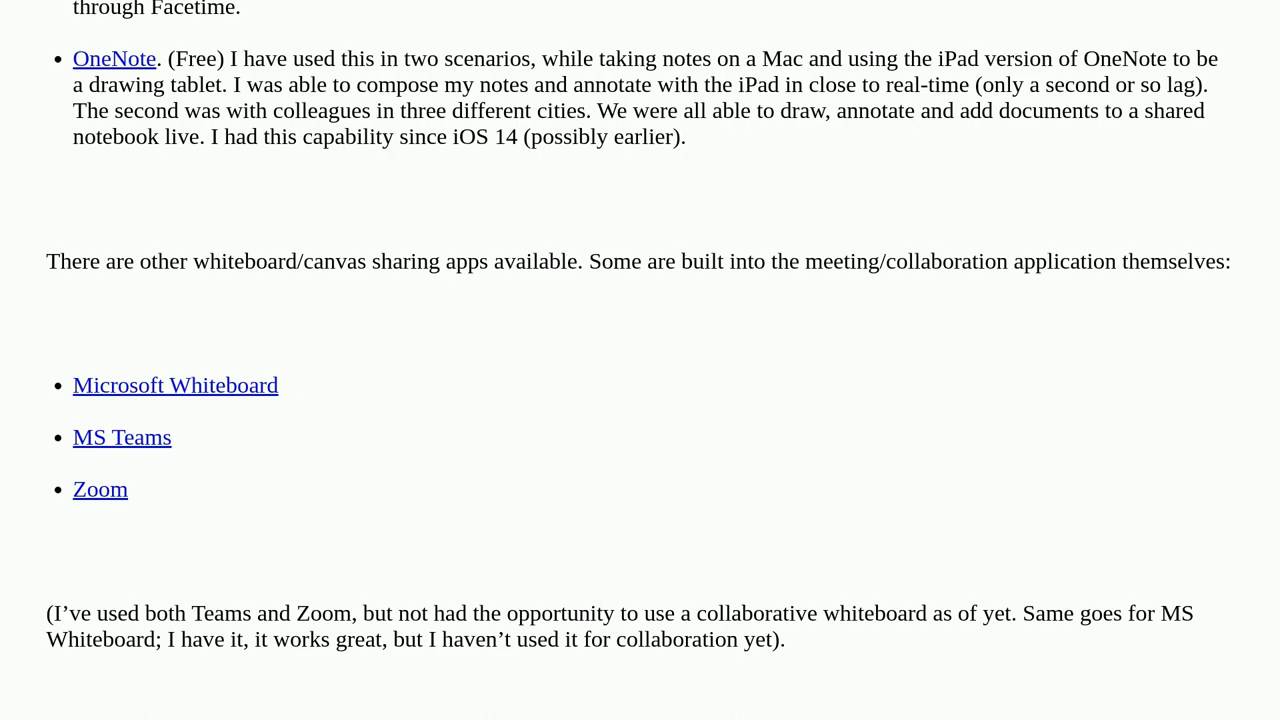 through Facetime.
• OneNote. (Free) I have used this in two scenarios, while taking notes on a Mac and using the iPad version of OneNote to be
a drawing tablet. I was able to compose my notes and annotate with the iPad in close to real-time (only a second or so lag).
The second was with colleagues in three different cities. We were all able to draw, annotate and add documents to a shared
notebook live. I had this capability since iOS 14 (possibly earlier).
There are other whiteboard/canvas sharing apps available. Some are built into the meeting/collaboration application themselves:
• Microsoft Whiteboard
• MS Teams
• Zoom
(I’ve used both Teams and Zoom, but not had the opportunity to use a collaborative whiteboard as of yet. Same goes for MS
Whiteboard; I have it, it works great, but I haven’t used it for collaboration yet).